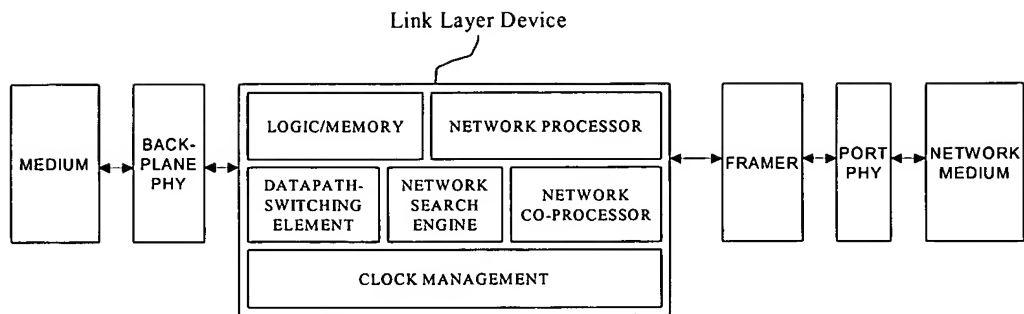 Link Layer Device
MEDIUM
BACK-
PLANE
PHY
LOGIC/MEMORY
NETWORK PROCESSOR
DATAPATH-
SWITCHING
ELEMENT
NETWORK
SEARCH
ENGINE
NETWORK
CO-PROCESSOR
CLOCK MANAGEMENT
FRAMER
PORT
PHY
NETWORK
MEDIUM